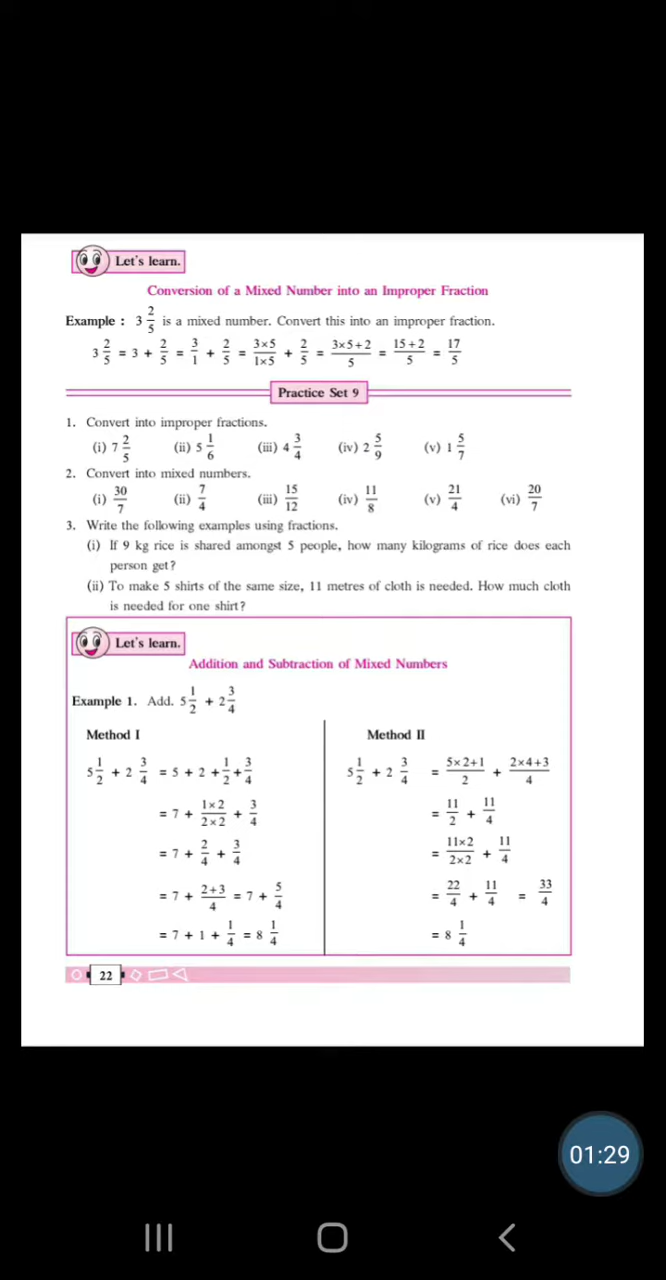 Let's learn.
Conversion of a Mixed Number into an Improper Fraction
Example : 3 2/5 is a mixed number. Convert this into an improper fraction.
3 2/5 = 3 + 2/5 = 3/1 + 2/5 = 3×5/1×5 + 2/5 = 3×5+2/5 = 15+2/5 = 17/5
Practice Set 9
1. Convert into improper fractions.
(i) 7 2/5 (ii) 5 1/6 (iii) 4 3/4 (iv) 2 5/9 (v) 1 5/7
2. Convert into mixed numbers.
(i) 30/7 (ii) 7/4 (iii) 15/12 (iv) 11/8 (v) 21/4 (vi) 20/7
3. Write the following examples using fractions.
(i) If 9 kg rice is shared amongst 5 people, how many kilograms of rice does each
person get?
(ii) To make 5 shirts of the same size, 11 metres of cloth is needed. How much cloth
is needed for one shirt?
Let's learn.
Addition and Subtraction of Mixed Numbers
Example 1. Add. 5 1/2 + 2 3/4
Method I
5 1/2 + 2 3/4 = 5 + 2 + 1/2 + 3/4
= 7 + 1×2/2×2 + 3/4
= 7 + 2/4 + 3/4
= 7 + 2+3/4 = 7 + 5/4
= 7 + 1 + 1/4 = 8 1/4
Method II
5 1/2 + 2 3/4 = 5×2+1/2 + 2×4+3/4
= 11/2 + 11/4
= 11×2/2×2 + 11/4
= 22/4 + 11/4 = 33/4
= 8 1/4
22
01:29